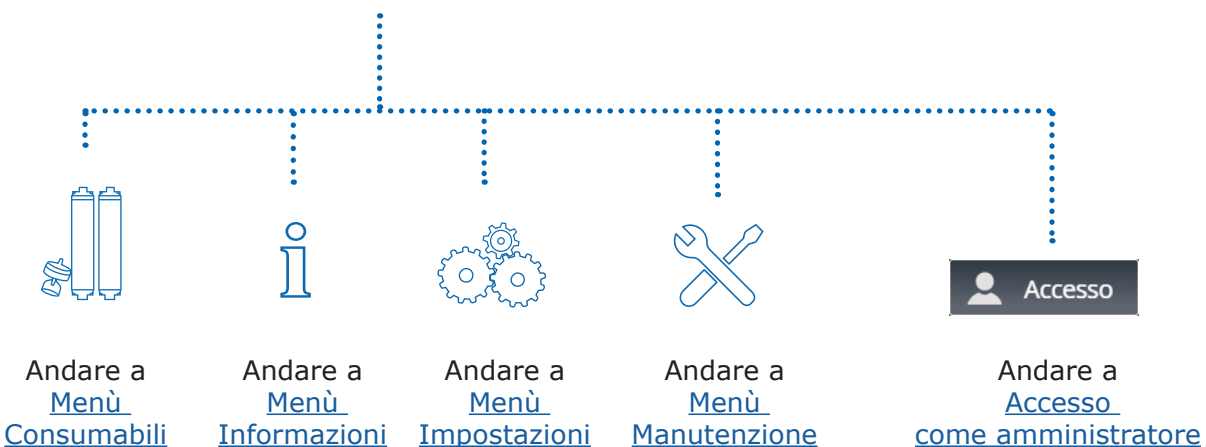 Accesso
Andare a
Menù
Consumabili
Andare a
Menù
Informazioni
Andare a
Menù
Impostazioni
Andare a
Menù
Manutenzione
Andare a
Accesso
come amministratore